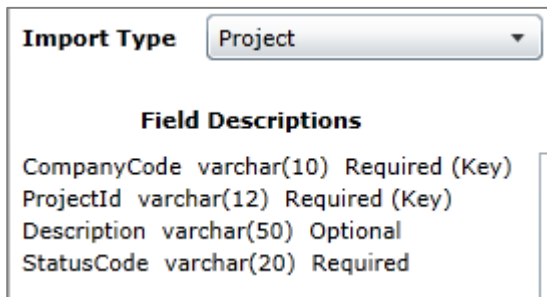 Import Type Project
Field Descriptions
CompanyCode varchar(10) Required (Key)
ProjectId varchar(12) Required (Key)
Description varchar(50) Optional
StatusCode varchar(20) Required